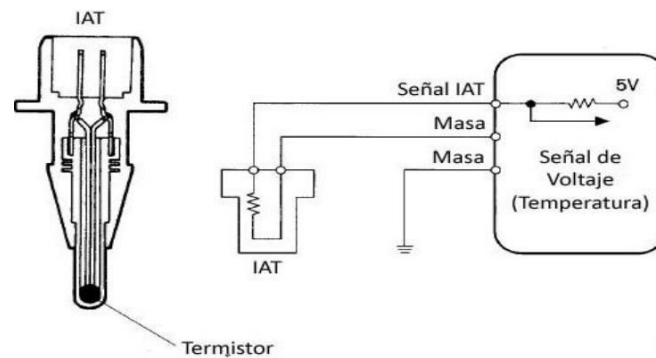 IAT
Señal IAT
5V
Masa
Masa
Señal de
Voltaje
(Temperatura)
IAT
Termistor